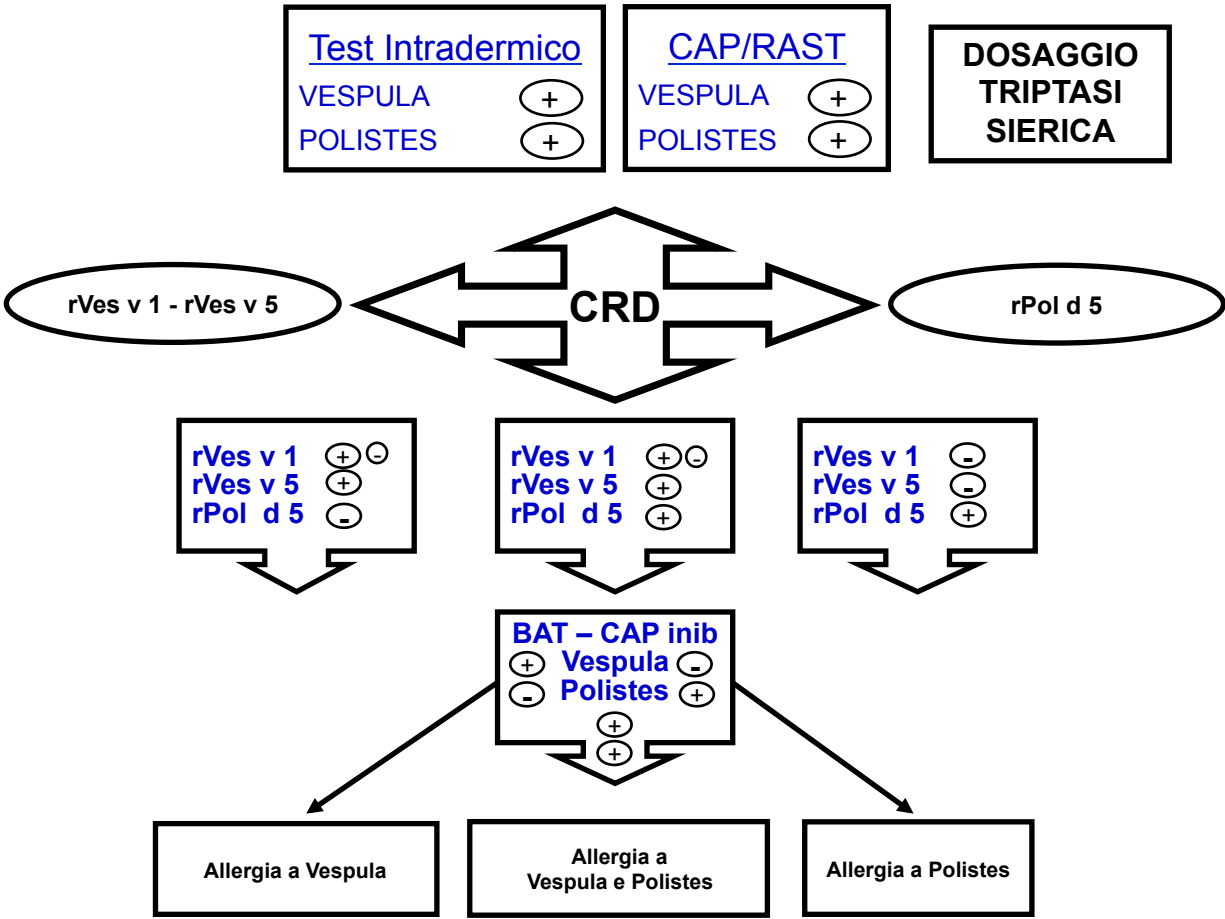 Test Intradermico
VESPULA +
POLISTES +
CAP/RAST
VESPULA +
POLISTES +
DOSAGGIO
TRIPTASI
SIERICA
rVes v 1 - rVes v 5
CRD
rPol d 5
rVes v 1 + -
rVes v 5 +
rPol d 5 -
rVes v 1 + -
rVes v 5 +
rPol d 5 +
rVes v 1 -
rVes v 5 -
rPol d 5 +
BAT – CAP inib
+ Vespula -
- Polistes +
+
+
Allergia a Vespula
Allergia a
Vespula e Polistes
Allergia a Polistes